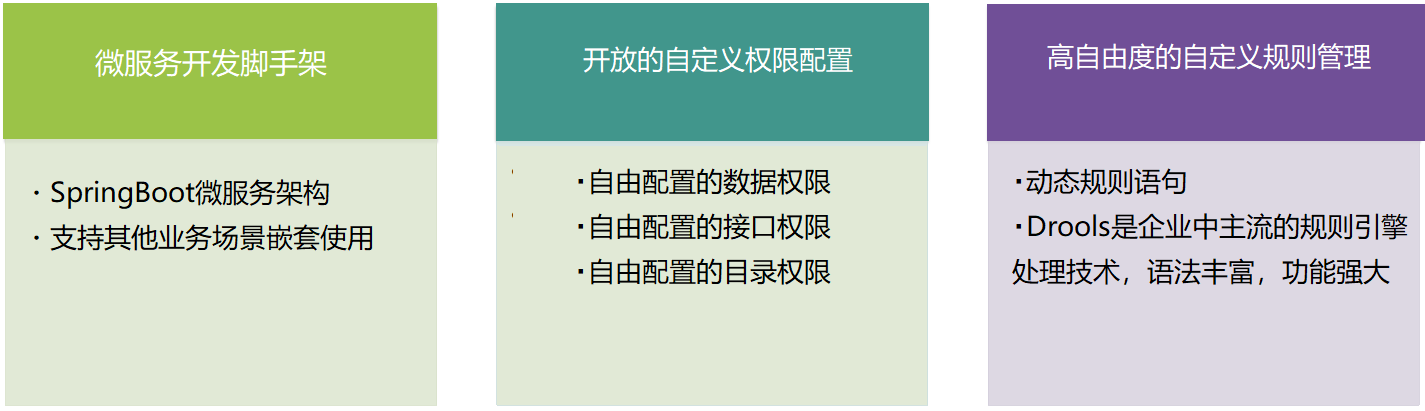 微服务开发脚手架
· SpringBoot微服务架构
· 支持其他业务场景嵌套使用
开放的自定义权限配置
·自由配置的数据权限
·自由配置的接口权限
·自由配置的目录权限
高自由度的自定义规则管理
·动态规则语句
·Drools是企业中主流的规则引擎
处理技术，语法丰富，功能强大